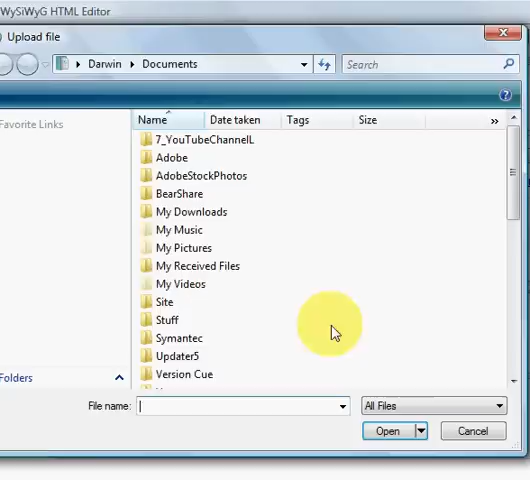 WySiWyG HTML Editor
Upload file
Darwin Documents Search
Name Date taken Tags Size »
Favorite Links
7_YouTubeChannelL
Adobe
AdobeStockPhotos
BearShare
My Downloads
My Music
My Pictures
My Received Files
My Videos
Site
Stuff
Symantec
Updater5
Version Cue
Folders
File name: All Files
Open Cancel